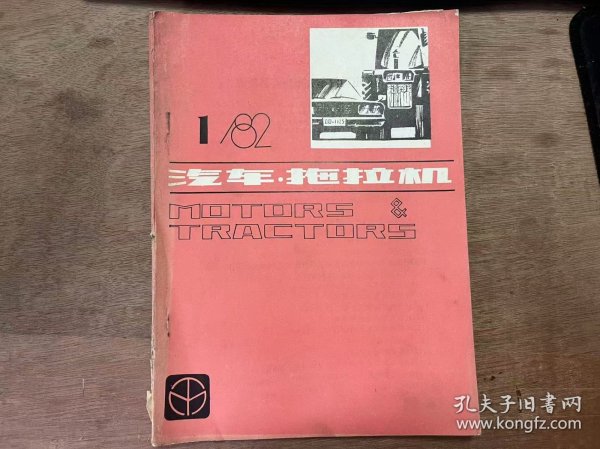 1/82
汽车·拖拉机
MOTORS &
TRACTORS
孔夫子旧书网
www.kongfz.com